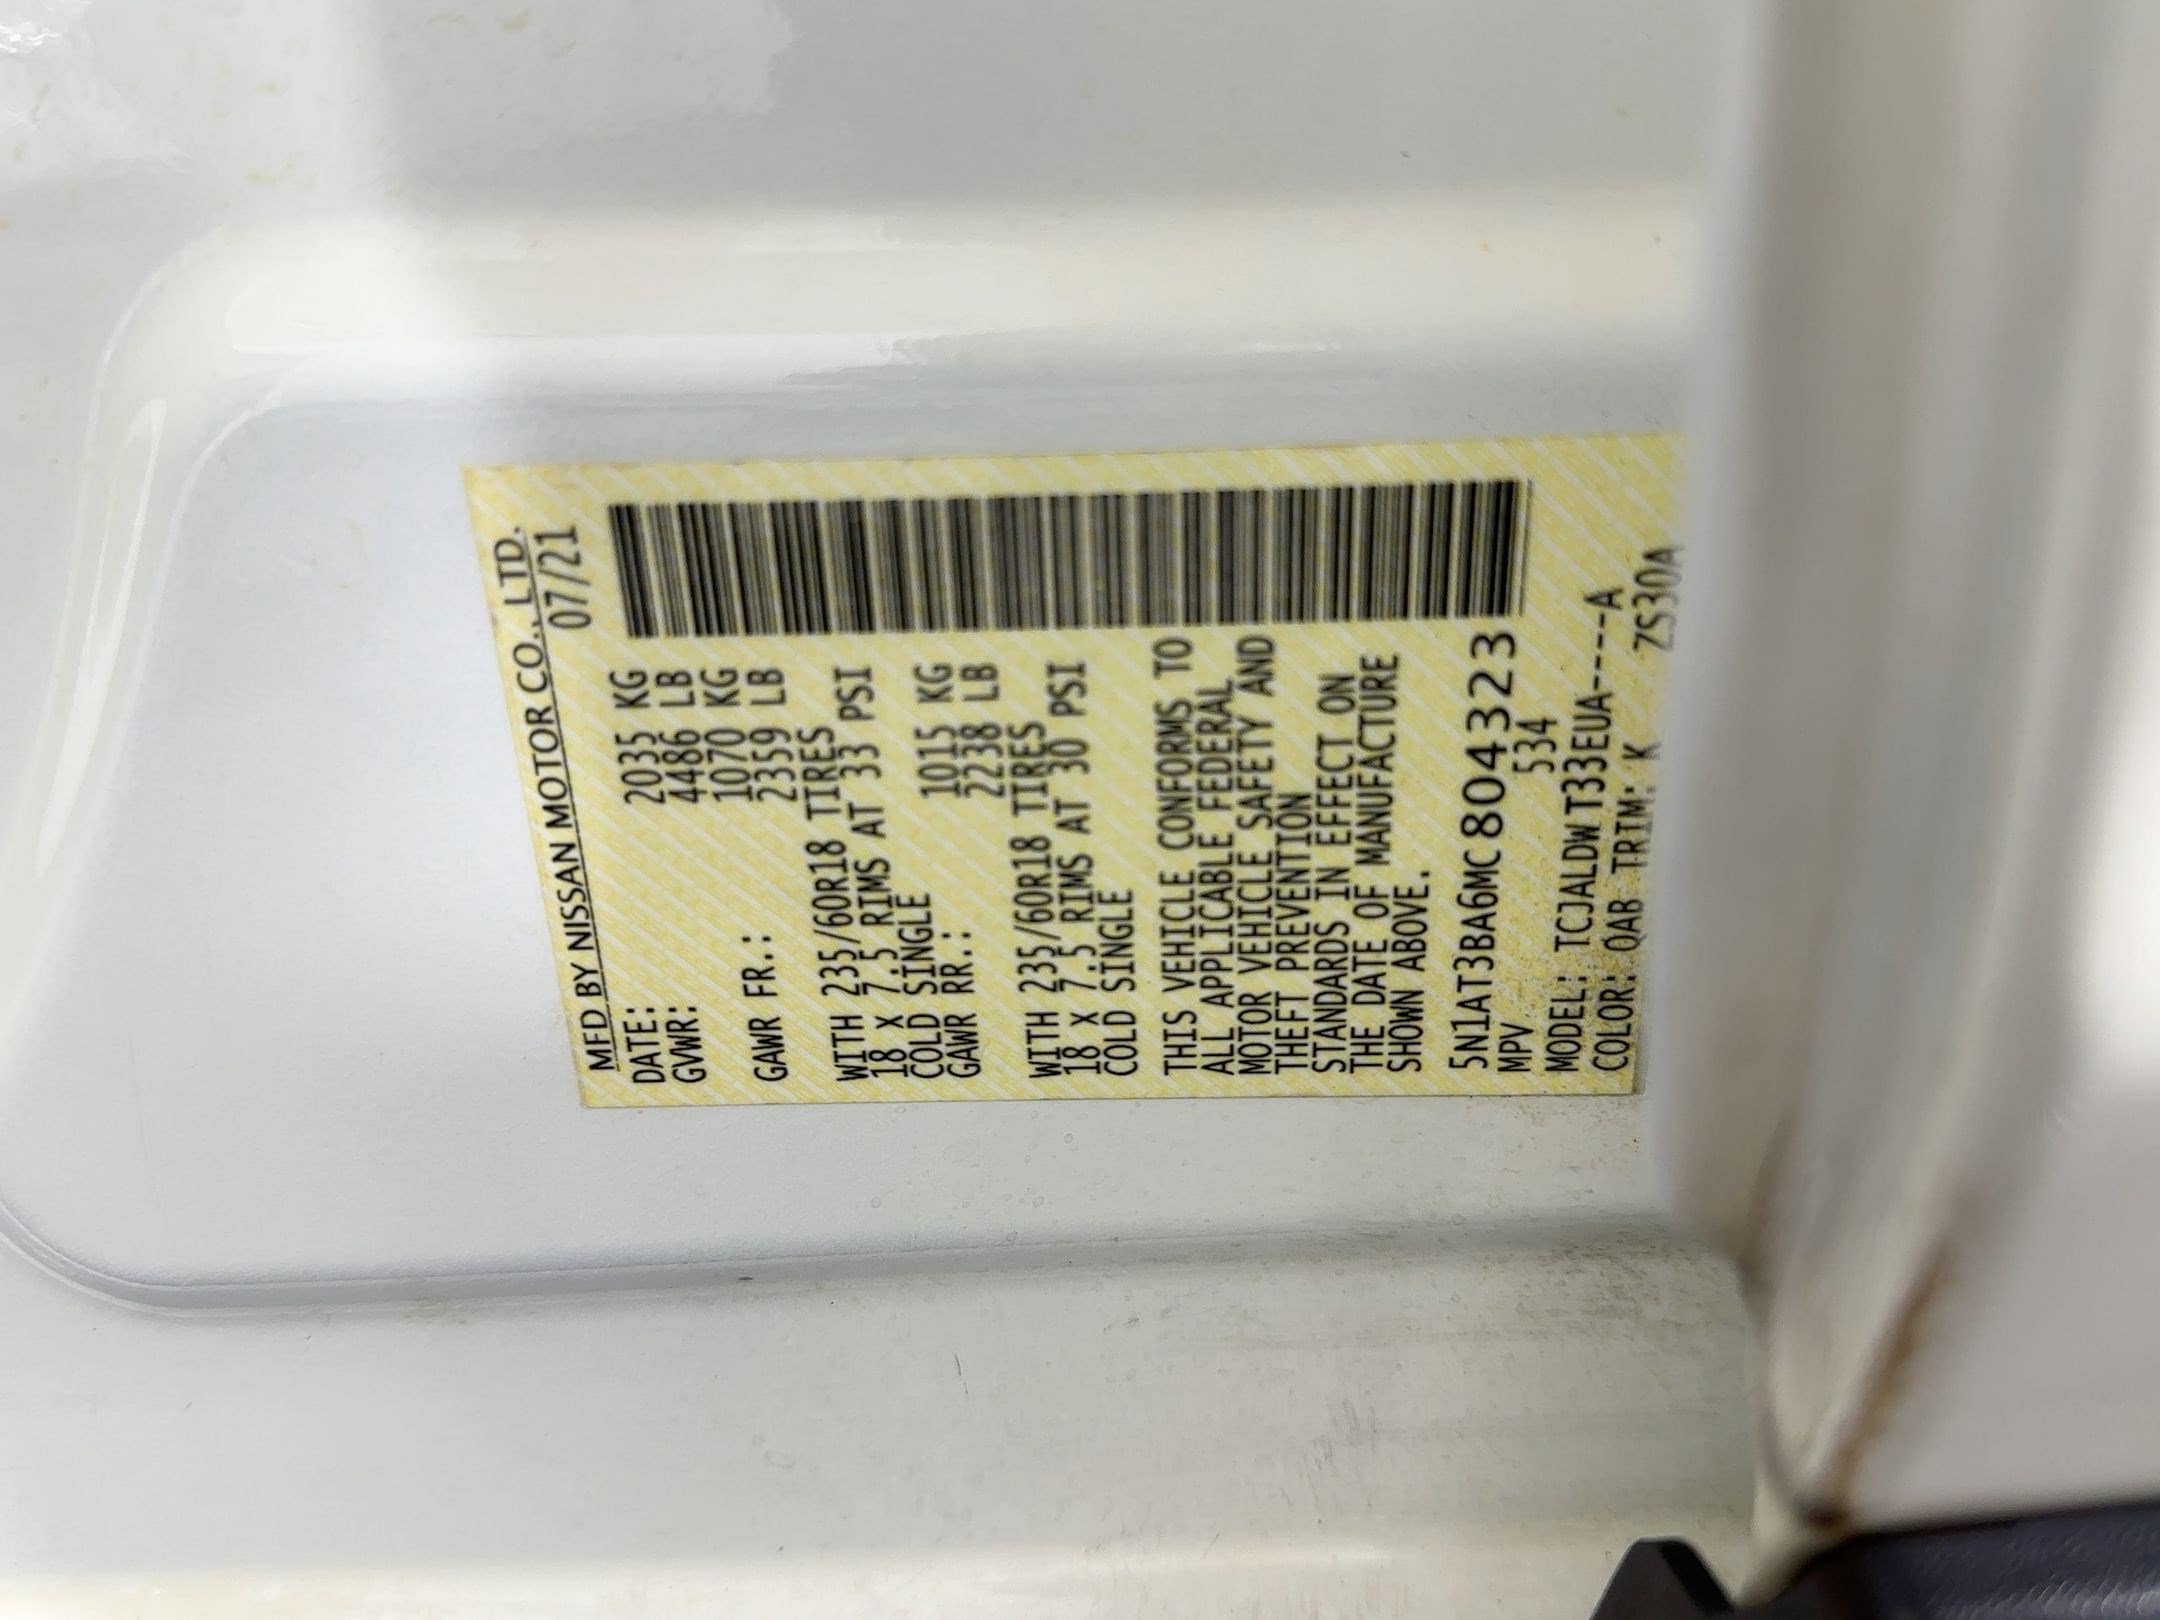 MFD BY NISSAN MOTOR CO., LTD.
DATE: 07/21
GVWR: 2035 KG
4486 LB
1070 KG
GAWR FR.: 2359 LB
WITH 235/60R18 TIRES
18 X 7.5 RIMS AT 33 PSI
COLD SINGLE
GAWR RR.: 1015 KG
2238 LB
WITH 235/60R18 TIRES
18 X 7.5 RIMS AT 30 PSI
COLD SINGLE
THIS VEHICLE CONFORMS TO
ALL APPLICABLE FEDERAL
MOTOR VEHICLE SAFETY AND
THEFT PREVENTION
STANDARDS IN EFFECT ON
THE DATE OF MANUFACTURE
SHOWN ABOVE.
5N1AT3BA6MC804323
MPV 534
MODEL: TCJALDWT33EUA----A
COLOR: QAB TRIM: K ZS30A